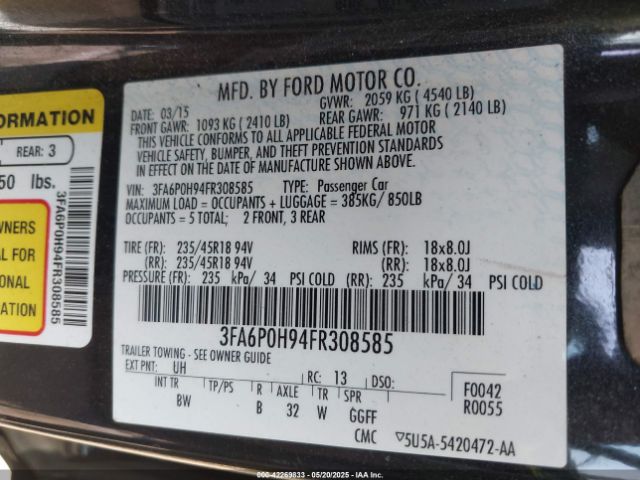 MFD. BY FORD MOTOR CO.
DATE: 03/15 GVWR: 2059 KG ( 4540 LB)
FRONT GAWR: 1093 KG ( 2410 LB) REAR GAWR: 971 KG ( 2140 LB)
THIS VEHICLE CONFORMS TO ALL APPLICABLE FEDERAL MOTOR
VEHICLE SAFETY, BUMPER, AND THEFT PREVENTION STANDARDS
IN EFFECT ON THE DATE OF MANUFACTURE SHOWN ABOVE.
VIN: 3FA6P0H94FR308585 TYPE: Passenger Car
MAXIMUM LOAD = OCCUPANTS + LUGGAGE = 385KG/ 850LB
OCCUPANTS = 5 TOTAL; 2 FRONT, 3 REAR
TIRE (FR): 235/45R18 94V RIMS (FR): 18x8.0J
(RR): 235/45R18 94V (RR): 18x8.0J
PRESSURE (FR): 235 kPa/ 34 PSI COLD (RR): 235 kPa/ 34 PSI COLD
3FA6P0H94FR308585
TRAILER TOWING - SEE OWNER GUIDE
EXT PNT: UH RC: 13 DSO: F0042
INT TR TP/PS R AXLE TR SPR R0055
BW B 32 W GGFF
CMC ▽5U5A-5420472-AA
FORMATION
REAR: 3
50 lbs.
3FA6P0H94FR308585
WNERS
AL FOR
ONAL
ATION
© IAA - 42269833 - 05/20/2025 - IAAI.COM